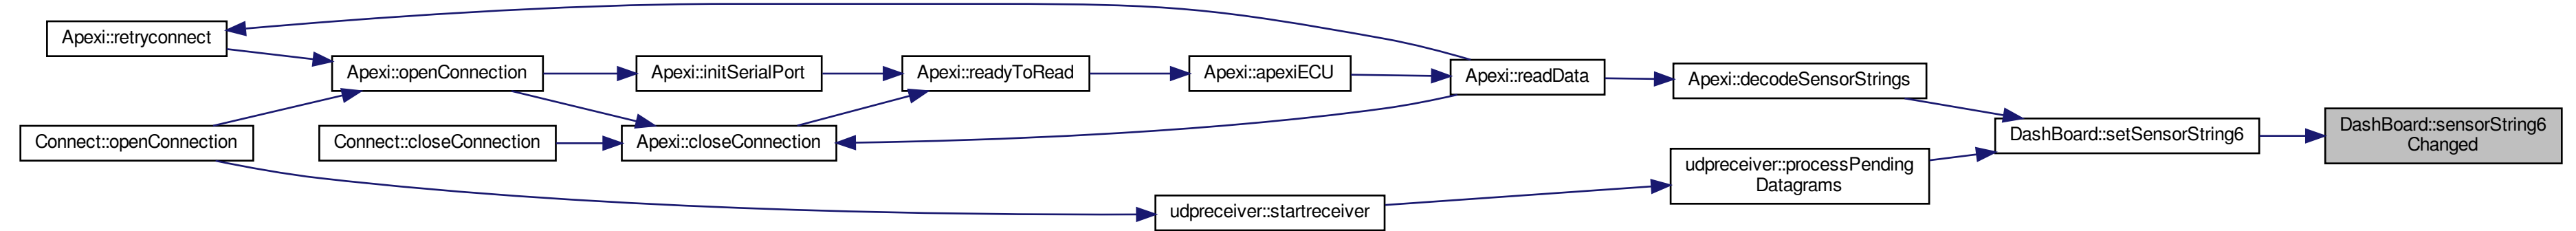 Apexi::retryconnect
Apexi::openConnection
Apexi::initSerialPort
Apexi::readyToRead
Apexi::apexiECU
Apexi::readData
Apexi::decodeSensorStrings
Connect::openConnection
Connect::closeConnection
Apexi::closeConnection
DashBoard::setSensorString6
DashBoard::sensorString6
Changed
udpreceiver::processPending
Datagrams
udpreceiver::startreceiver